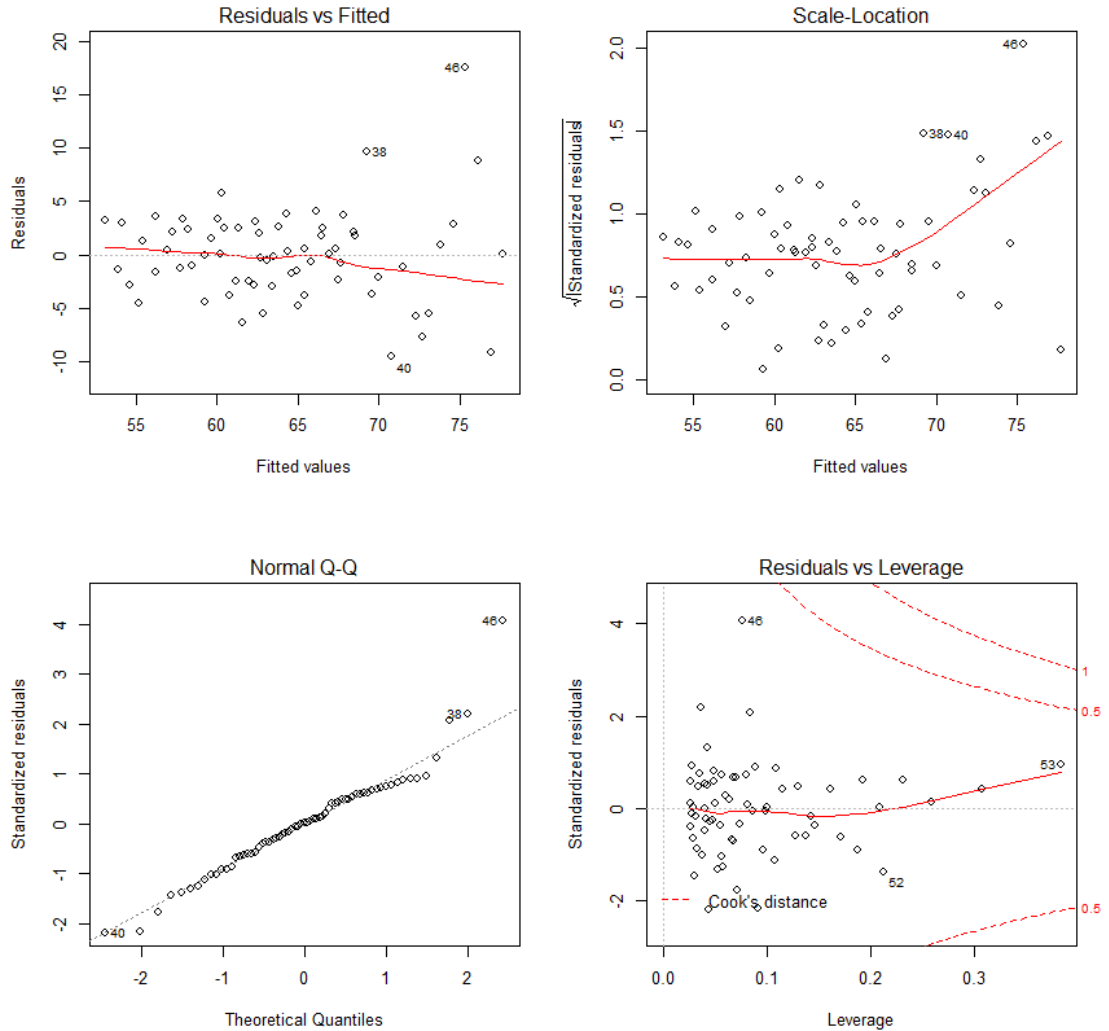 Residuals vs Fitted
Residuals
20
15
10
5
0
-5
-10
46
38
40
55 60 65 70 75
Fitted values
Scale-Location
√|Standardized residuals|
2.0
1.5
1.0
0.5
0.0
46
38 40
55 60 65 70 75
Fitted values
Normal Q-Q
Standardized residuals
4
3
2
1
0
-1
-2
46
38
40
-2 -1 0 1 2
Theoretical Quantiles
Residuals vs Leverage
Standardized residuals
4
2
0
-2
46
1
0.5
53
52
Cook's distance
0.5
0.0 0.1 0.2 0.3
Leverage